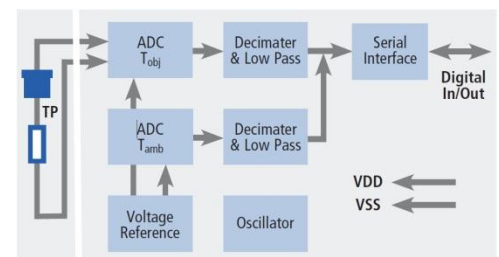 ADC
Tobj
Decimater
& Low Pass
Serial
Interface
Digital
In/Out
TP
ADC
Tamb
Decimater
& Low Pass
VDD
VSS
Voltage
Reference
Oscillator